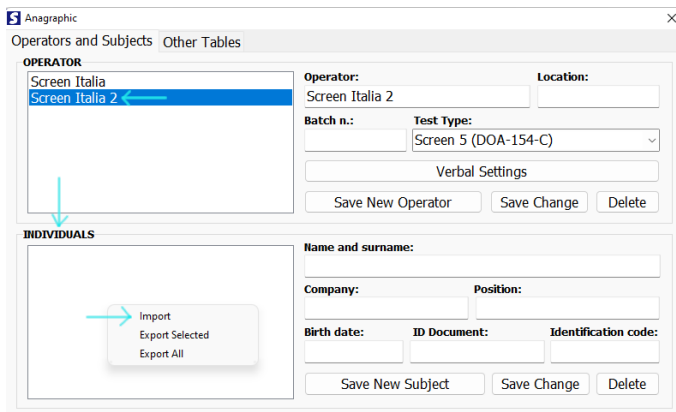 S Anagraphic
Operators and Subjects Other Tables
OPERATOR
Screen Italia
Screen Italia 2
Operator: Location:
Screen Italia 2
Batch n.: Test Type:
Screen 5 (DOA-154-C)
Verbal Settings
Save New Operator Save Change Delete
INDIVIDUALS
Import
Export Selected
Export All
Name and surname:
Company: Position:
Birth date: ID Document: Identification code:
Save New Subject Save Change Delete